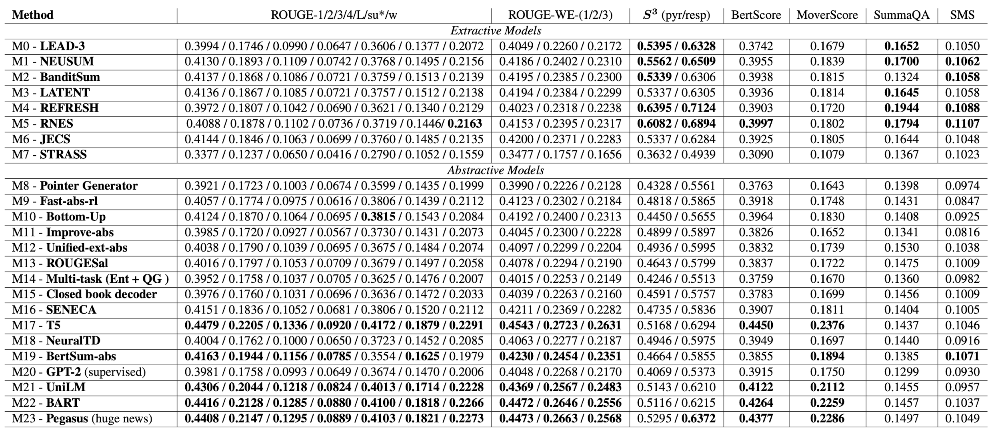 Method ROUGE-1/2/3/4/L/su*/w ROUGE-WE-(1/2/3) S³ (pyr/resp) BertScore MoverScore SummaQA SMS
Extractive Models
M0 - LEAD-3 0.3994 / 0.1746 / 0.0990 / 0.0647 / 0.3606 / 0.1377 / 0.2072 0.4049 / 0.2260 / 0.2172 0.5395 / 0.6328 0.3742 0.1679 0.1652 0.1050
M1 - NEUSUM 0.4130 / 0.1893 / 0.1109 / 0.0742 / 0.3768 / 0.1495 / 0.2156 0.4186 / 0.2402 / 0.2310 0.5562 / 0.6509 0.3955 0.1839 0.1700 0.1062
M2 - BanditSum 0.4137 / 0.1868 / 0.1086 / 0.0721 / 0.3759 / 0.1513 / 0.2139 0.4195 / 0.2385 / 0.2300 0.5339 / 0.6306 0.3938 0.1815 0.1324 0.1058
M3 - LATENT 0.4136 / 0.1867 / 0.1085 / 0.0721 / 0.3757 / 0.1512 / 0.2138 0.4194 / 0.2384 / 0.2299 0.5337 / 0.6305 0.3936 0.1814 0.1645 0.1058
M4 - REFRESH 0.3972 / 0.1807 / 0.1042 / 0.0690 / 0.3621 / 0.1340 / 0.2129 0.4023 / 0.2318 / 0.2238 0.6395 / 0.7124 0.3903 0.1720 0.1944 0.1088
M5 - RNES 0.4088 / 0.1878 / 0.1102 / 0.0736 / 0.3719 / 0.1446/ 0.2163 0.4153 / 0.2395 / 0.2317 0.6082 / 0.6894 0.3997 0.1802 0.1794 0.1107
M6 - JECS 0.4144 / 0.1846 / 0.1063 / 0.0699 / 0.3760 / 0.1485 / 0.2135 0.4200 / 0.2371 / 0.2283 0.5337 / 0.6284 0.3925 0.1805 0.1644 0.1048
M7 - STRASS 0.3377 / 0.1237 / 0.0650 / 0.0416 / 0.2790 / 0.1052 / 0.1559 0.3477 / 0.1757 / 0.1656 0.3632 / 0.4939 0.3090 0.1079 0.1367 0.1023
Abstractive Models
M8 - Pointer Generator 0.3921 / 0.1723 / 0.1003 / 0.0674 / 0.3599 / 0.1435 / 0.1999 0.3990 / 0.2226 / 0.2128 0.4328 / 0.5561 0.3763 0.1643 0.1398 0.0974
M9 - Fast-abs-rl 0.4057 / 0.1774 / 0.0975 / 0.0616 / 0.3806 / 0.1439 / 0.2112 0.4123 / 0.2302 / 0.2184 0.4818 / 0.5865 0.3918 0.1748 0.1431 0.0847
M10 - Bottom-Up 0.4124 / 0.1870 / 0.1064 / 0.0695 / 0.3815 / 0.1543 / 0.2084 0.4192 / 0.2400 / 0.2313 0.4450 / 0.5655 0.3964 0.1830 0.1408 0.0925
M11 - Improve-abs 0.3985 / 0.1720 / 0.0927 / 0.0567 / 0.3730 / 0.1431 / 0.2073 0.4045 / 0.2300 / 0.2228 0.4899 / 0.5897 0.3826 0.1652 0.1341 0.0816
M12 - Unified-ext-abs 0.4038 / 0.1790 / 0.1039 / 0.0695 / 0.3675 / 0.1484 / 0.2074 0.4097 / 0.2299 / 0.2204 0.4936 / 0.5995 0.3832 0.1739 0.1530 0.1038
M13 - ROUGESal 0.4016 / 0.1797 / 0.1053 / 0.0709 / 0.3679 / 0.1497 / 0.2058 0.4078 / 0.2294 / 0.2190 0.4643 / 0.5799 0.3837 0.1722 0.1475 0.1009
M14 - Multi-task (Ent + QG ) 0.3952 / 0.1758 / 0.1037 / 0.0705 / 0.3625 / 0.1476 / 0.2007 0.4015 / 0.2253 / 0.2149 0.4246 / 0.5513 0.3759 0.1670 0.1360 0.0982
M15 - Closed book decoder 0.3976 / 0.1760 / 0.1031 / 0.0696 / 0.3636 / 0.1472 / 0.2033 0.4039 / 0.2263 / 0.2160 0.4591 / 0.5757 0.3783 0.1699 0.1456 0.1009
M16 - SENECA 0.4151 / 0.1836 / 0.1052 / 0.0681 / 0.3806 / 0.1520 / 0.2112 0.4211 / 0.2369 / 0.2282 0.4735 / 0.5836 0.3907 0.1811 0.1404 0.1005
M17 - T5 0.4479 / 0.2205 / 0.1336 / 0.0920 / 0.4172 / 0.1879 / 0.2291 0.4543 / 0.2723 / 0.2631 0.5168 / 0.6294 0.4450 0.2376 0.1437 0.1046
M18 - NeuralTD 0.4004 / 0.1762 / 0.1000 / 0.0650 / 0.3723 / 0.1452 / 0.2085 0.4063 / 0.2277 / 0.2187 0.4946 / 0.5975 0.3949 0.1697 0.1440 0.0916
M19 - BertSum-abs 0.4163 / 0.1944 / 0.1156 / 0.0785 / 0.3554 / 0.1625 / 0.1979 0.4230 / 0.2454 / 0.2351 0.4664 / 0.5855 0.3855 0.1894 0.1385 0.1071
M20 - GPT-2 (supervised) 0.3981 / 0.1758 / 0.0993 / 0.0649 / 0.3674 / 0.1470 / 0.2006 0.4048 / 0.2268 / 0.2170 0.4069 / 0.5373 0.3915 0.1750 0.1299 0.0930
M21 - UniLM 0.4306 / 0.2044 / 0.1218 / 0.0824 / 0.4013 / 0.1714 / 0.2228 0.4369 / 0.2567 / 0.2483 0.5143 / 0.6210 0.4122 0.2112 0.1455 0.0957
M22 - BART 0.4416 / 0.2128 / 0.1285 / 0.0880 / 0.4100 / 0.1818 / 0.2266 0.4472 / 0.2646 / 0.2556 0.5116 / 0.6215 0.4264 0.2259 0.1457 0.1037
M23 - Pegasus (huge news) 0.4408 / 0.2147 / 0.1295 / 0.0889 / 0.4103 / 0.1821 / 0.2273 0.4473 / 0.2663 / 0.2568 0.5295 / 0.6372 0.4377 0.2286 0.1497 0.1049